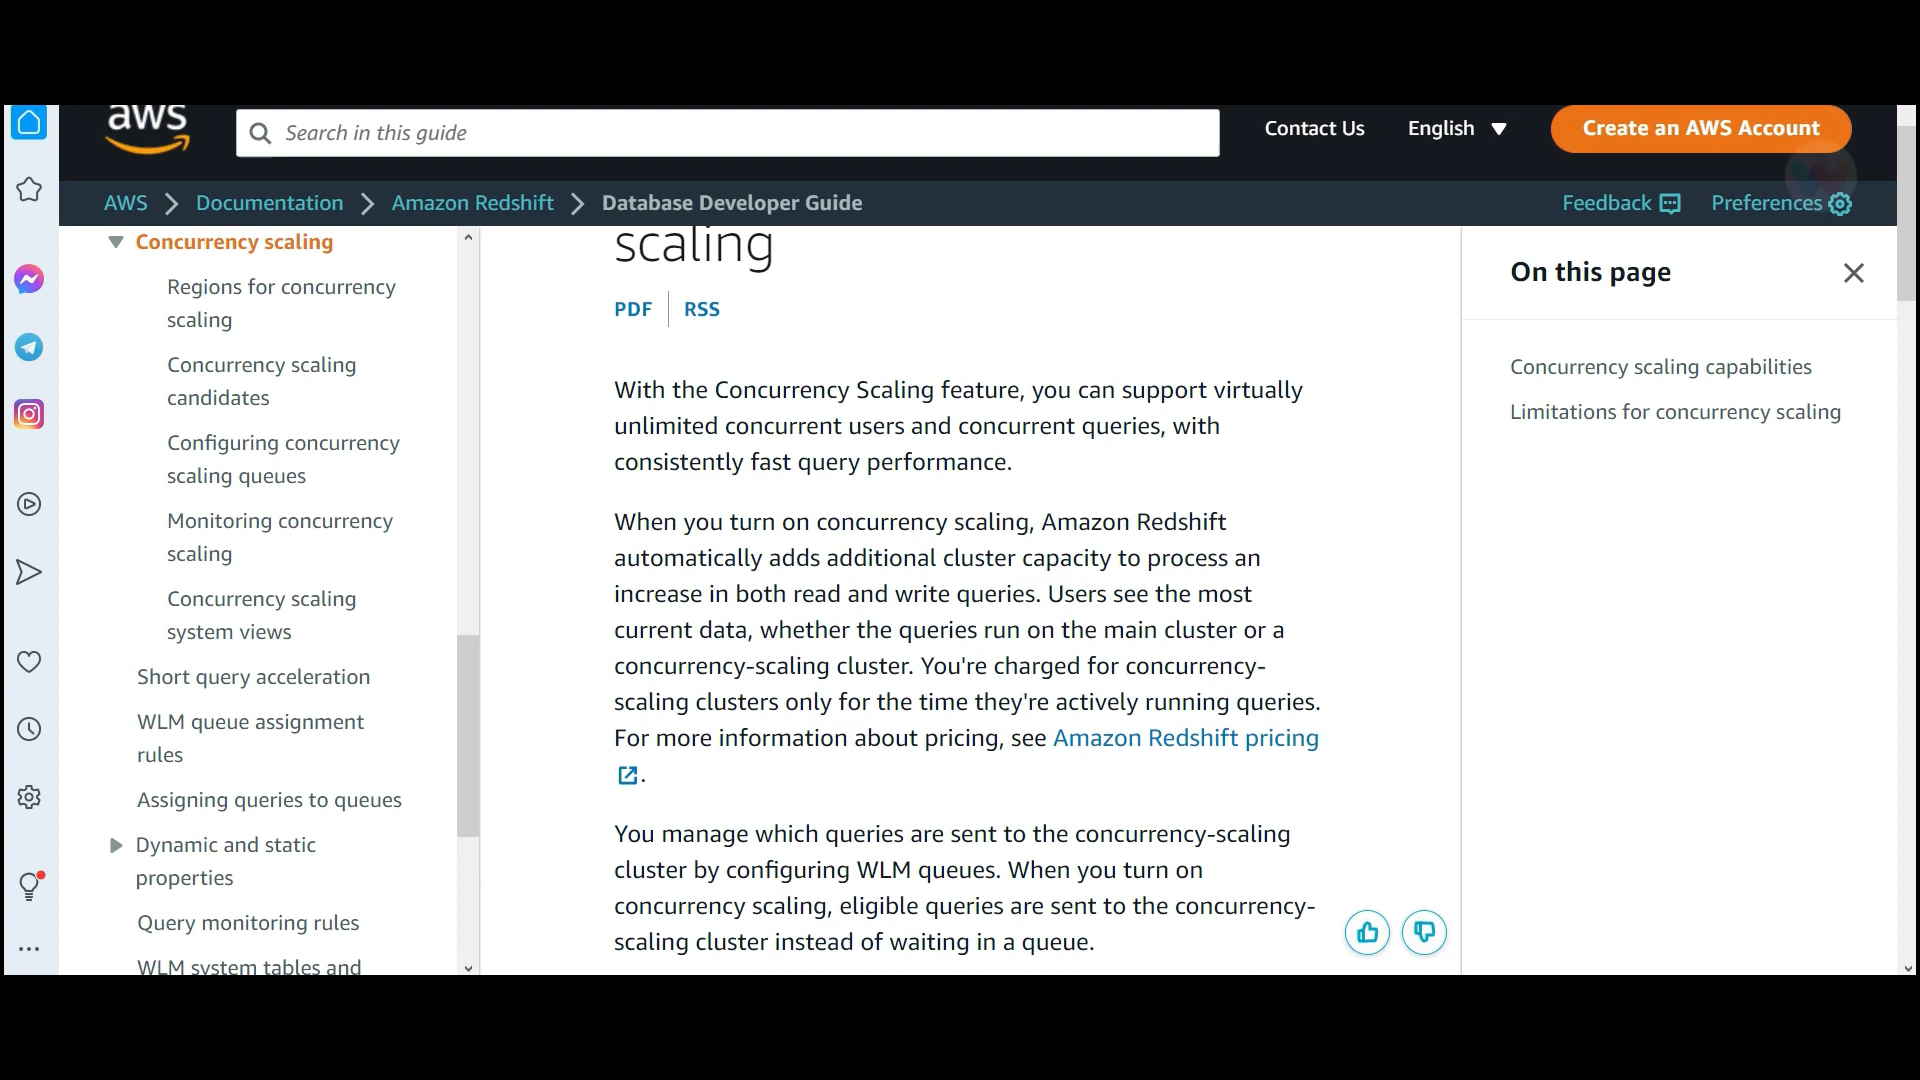 aws
Search in this guide
Contact Us
English
Create an AWS Account
AWS
Documentation
Amazon Redshift
Database Developer Guide
Feedback
Preferences
Concurrency scaling
Regions for concurrency
scaling
Concurrency scaling
candidates
Configuring concurrency
scaling queues
Monitoring concurrency
scaling
Concurrency scaling
system views
Short query acceleration
WLM queue assignment
rules
Assigning queries to queues
Dynamic and static
properties
Query monitoring rules
WLM system tables and
scaling
PDF
RSS
With the Concurrency Scaling feature, you can support virtually
unlimited concurrent users and concurrent queries, with
consistently fast query performance.
When you turn on concurrency scaling, Amazon Redshift
automatically adds additional cluster capacity to process an
increase in both read and write queries. Users see the most
current data, whether the queries run on the main cluster or a
concurrency-scaling cluster. You're charged for concurrency-
scaling clusters only for the time they're actively running queries.
For more information about pricing, see Amazon Redshift pricing
.
You manage which queries are sent to the concurrency-scaling
cluster by configuring WLM queues. When you turn on
concurrency scaling, eligible queries are sent to the concurrency-
scaling cluster instead of waiting in a queue.
On this page
Concurrency scaling capabilities
Limitations for concurrency scaling